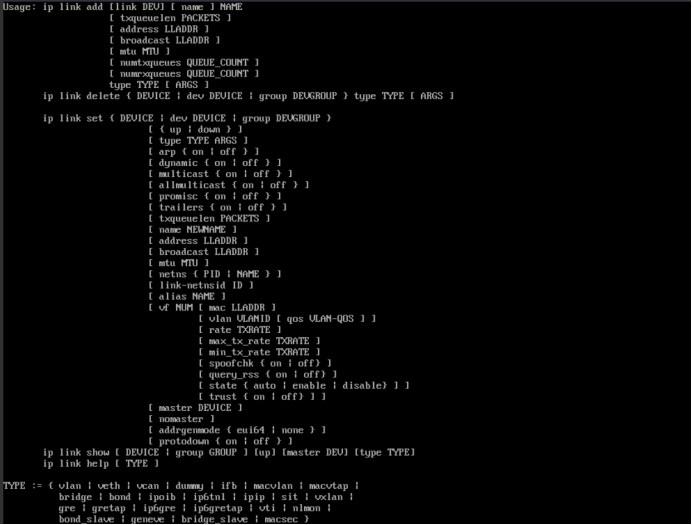 Usage: ip link add [link DEV] [ name ] NAME
[ txqueuelen PACKETS ]
[ address LLADDR ]
[ broadcast LLADDR ]
[ mtu MTU ]
[ numtxqueues QUEUE_COUNT ]
[ numrxqueues QUEUE_COUNT ]
type TYPE [ ARGS ]
ip link delete { DEVICE | dev DEVICE | group DEVGROUP } type TYPE [ ARGS ]
ip link set { DEVICE | dev DEVICE | group DEVGROUP }
[ { up | down } ]
[ type TYPE ARGS ]
[ arp { on | off } ]
[ dynamic { on | off } ]
[ multicast { on | off } ]
[ allmulticast { on | off } ]
[ promisc { on | off } ]
[ trailers { on | off } ]
[ txqueuelen PACKETS ]
[ name NEWNAME ]
[ address LLADDR ]
[ broadcast LLADDR ]
[ mtu MTU ]
[ netns { PID | NAME } ]
[ link-netnsid ID ]
[ alias NAME ]
[ vf NUM [ mac LLADDR ]
[ vlan VLANID [ qos VLAN-QOS ] ]
[ rate TXRATE ]
[ max_tx_rate TXRATE ]
[ min_tx_rate TXRATE ]
[ spoofchk { on | off} ]
[ query_rss { on | off} ]
[ state { auto | enable | disable} ] ]
[ trust { on | off} ] ]
[ master DEVICE ]
[ nomaster ]
[ addrgenmode { eui64 | none } ]
[ protodown { on | off } ]
ip link show [ DEVICE | group GROUP ] [up] [master DEV] [type TYPE]
ip link help [ TYPE ]
TYPE := { vlan | veth | vcan | dummy | ifb | macvlan | macvtap |
bridge | bond | ipoib | ip6tnl | ipip | sit | vxlan |
gre | gretap | ip6gre | ip6gretap | vti | nlmon |
bond_slave | geneve | bridge_slave | macsec }